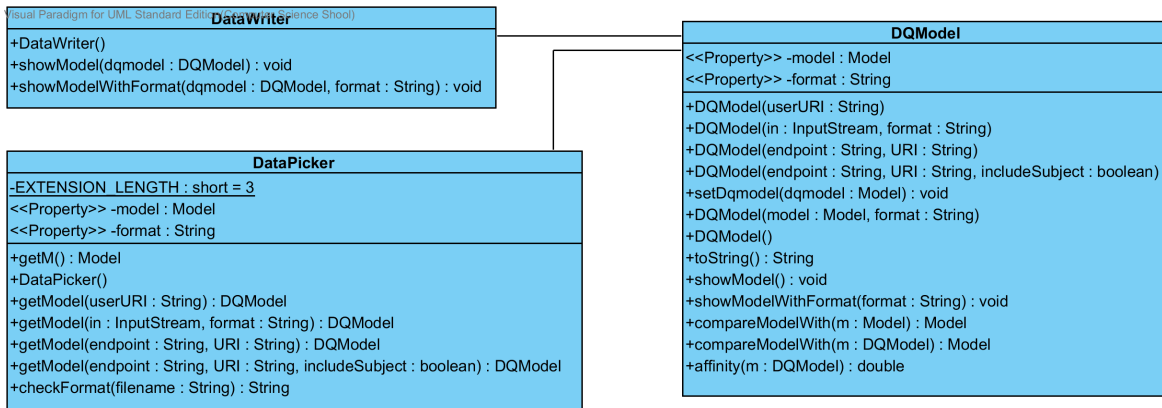 Visual Paradigm for UML Standard Edition(Computer Science Shool)
DataWriter
+DataWriter()
+showModel(dqmodel : DQModel) : void
+showModelWithFormat(dqmodel : DQModel, format : String) : void
DataPicker
-EXTENSION_LENGTH : short = 3
<<Property>> -model : Model
<<Property>> -format : String
+getM() : Model
+DataPicker()
+getModel(userURI : String) : DQModel
+getModel(in : InputStream, format : String) : DQModel
+getModel(endpoint : String, URI : String) : DQModel
+getModel(endpoint : String, URI : String, includeSubject : boolean) : DQModel
+checkFormat(filename : String) : String
DQModel
<<Property>> -model : Model
<<Property>> -format : String
+DQModel(userURI : String)
+DQModel(in : InputStream, format : String)
+DQModel(endpoint : String, URI : String)
+DQModel(endpoint : String, URI : String, includeSubject : boolean)
+setDqmodel(dqmodel : Model) : void
+DQModel(model : Model, format : String)
+DQModel()
+toString() : String
+showModel() : void
+showModelWithFormat(format : String) : void
+compareModelWith(m : Model) : Model
+compareModelWith(m : DQModel) : Model
+affinity(m : DQModel) : double